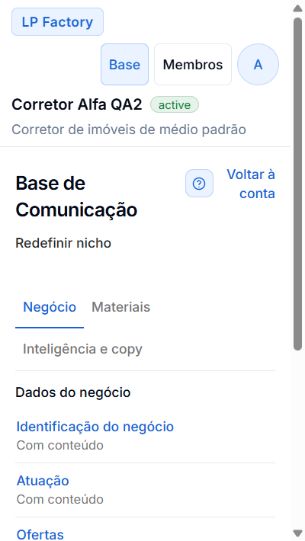 LP Factory
Base
Membros
A
Corretor Alfa QA2 active
Corretor de imóveis de médio padrão
Base de
Comunicação
?
Voltar à
conta
Redefinir nicho
Negócio
Materiais
Inteligência e copy
Dados do negócio
Identificação do negócio
Com conteúdo
Atuação
Com conteúdo
Ofertas